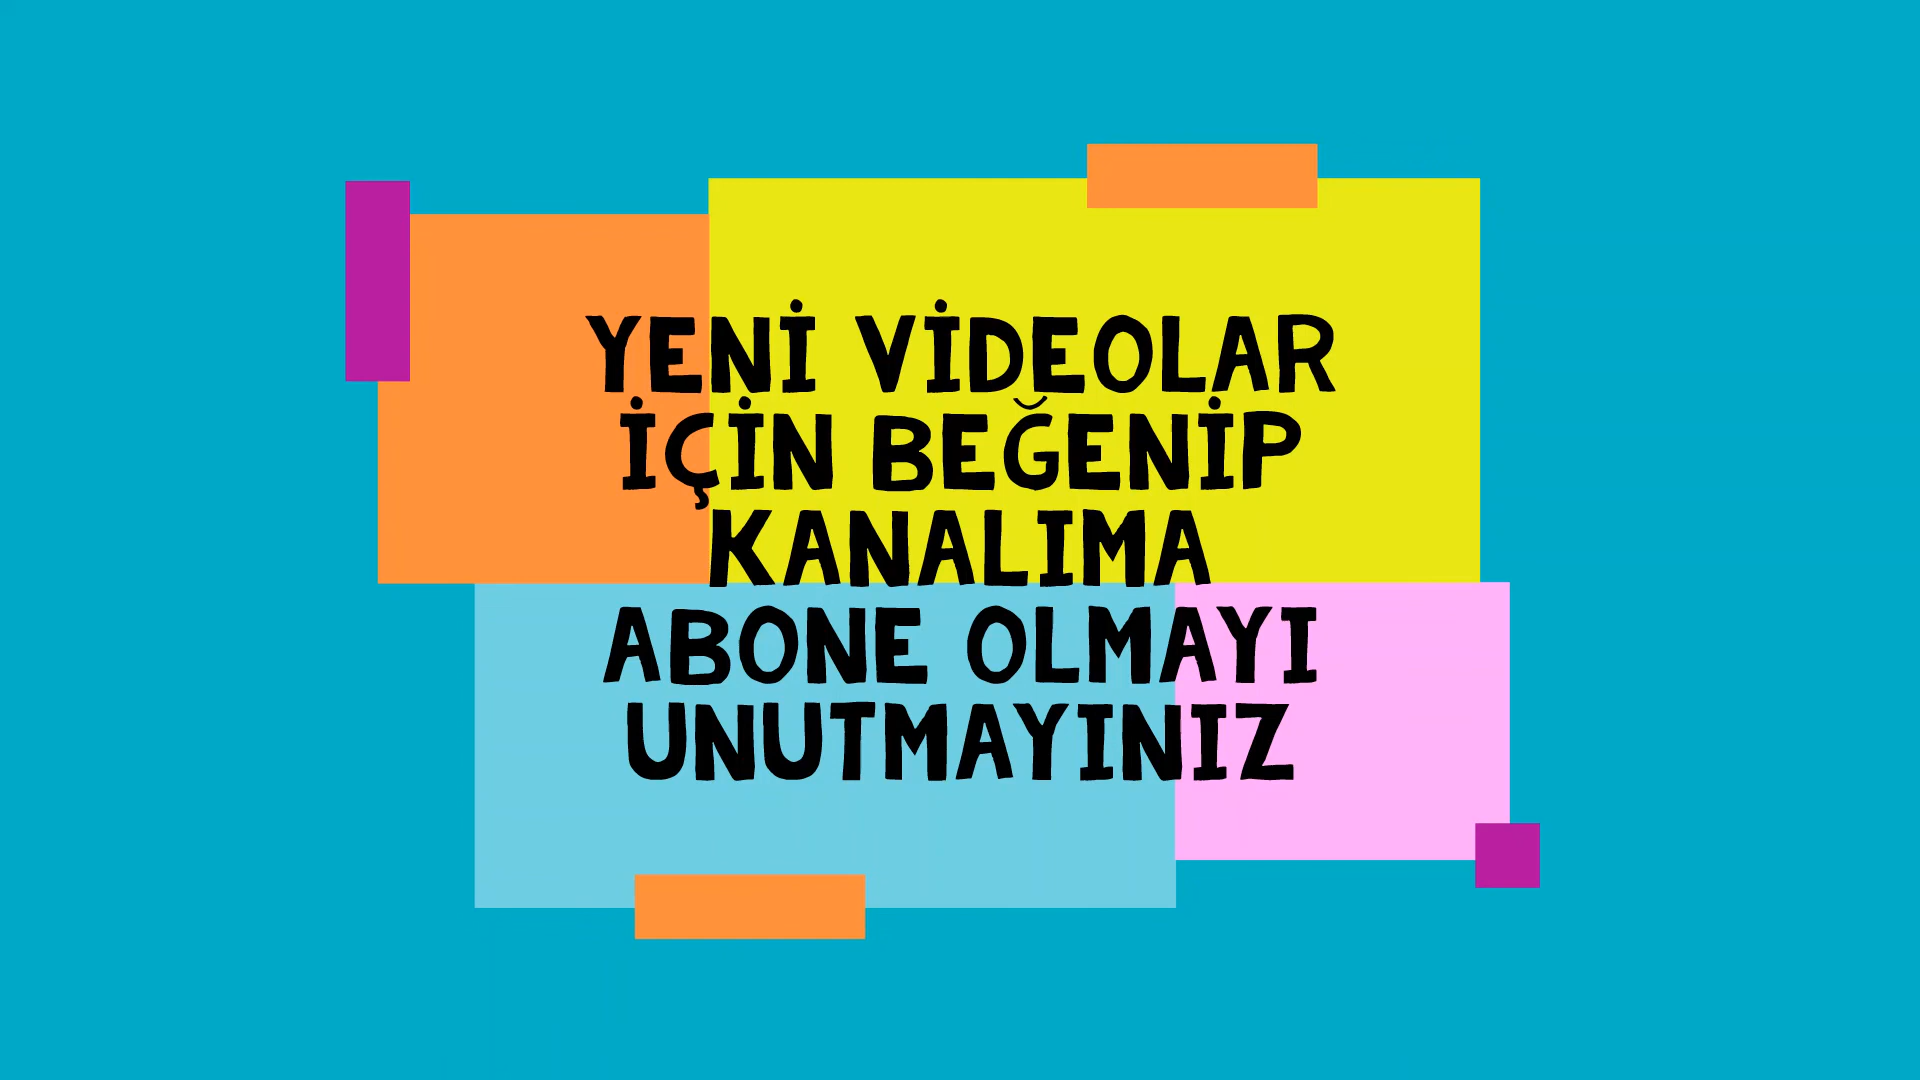 YENİ VİDEOLAR
İÇİN BEĞENİP
KANALIMA
ABONE OLMAYI
UNUTMAYINIZ